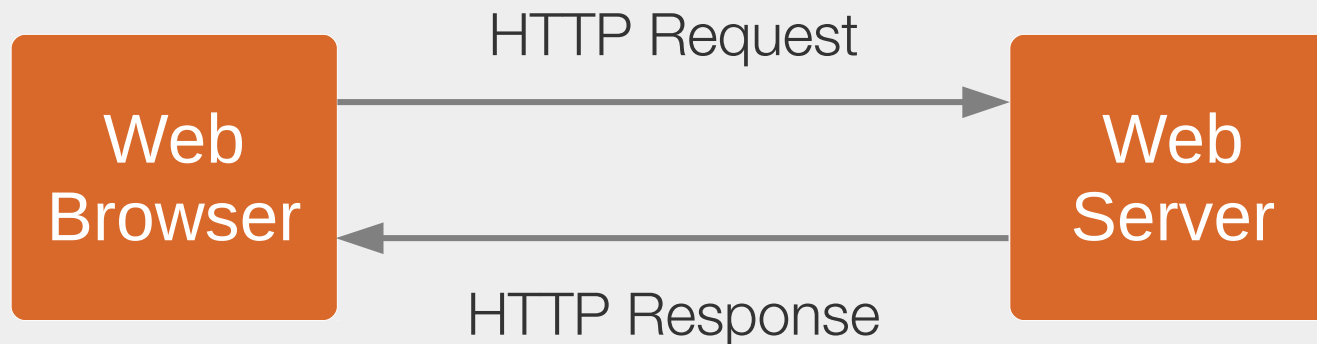 HTTP Request
Web
Browser
Web
Server
HTTP Response